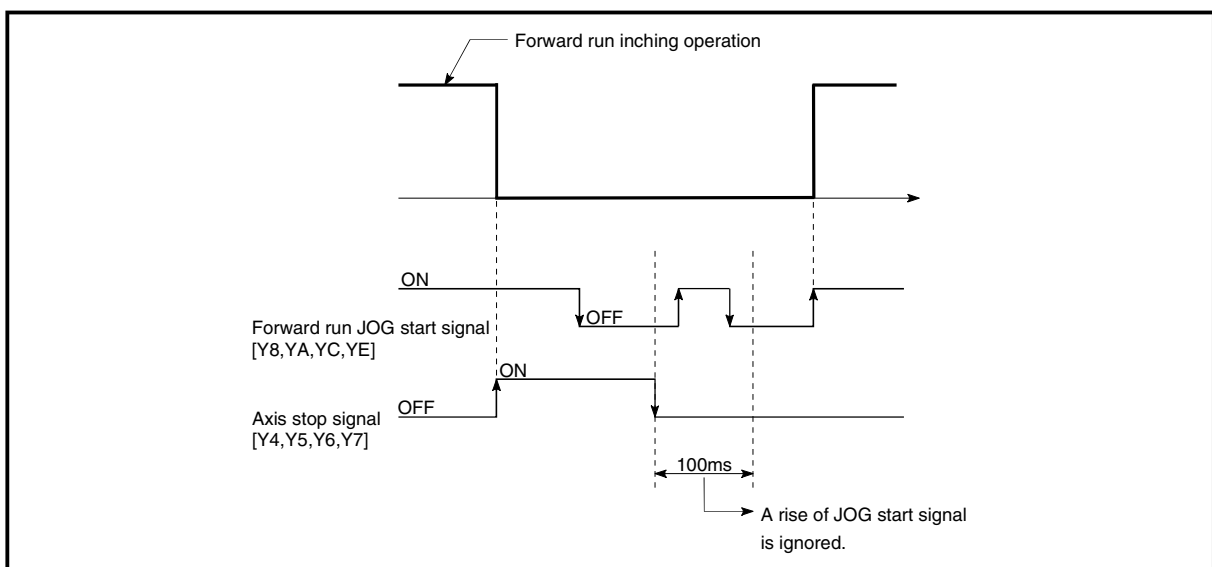 Forward run inching operation
ON
OFF
Forward run JOG start signal
[Y8,YA,YC,YE]
ON
OFF
Axis stop signal
[Y4,Y5,Y6,Y7]
100ms
A rise of JOG start signal
is ignored.